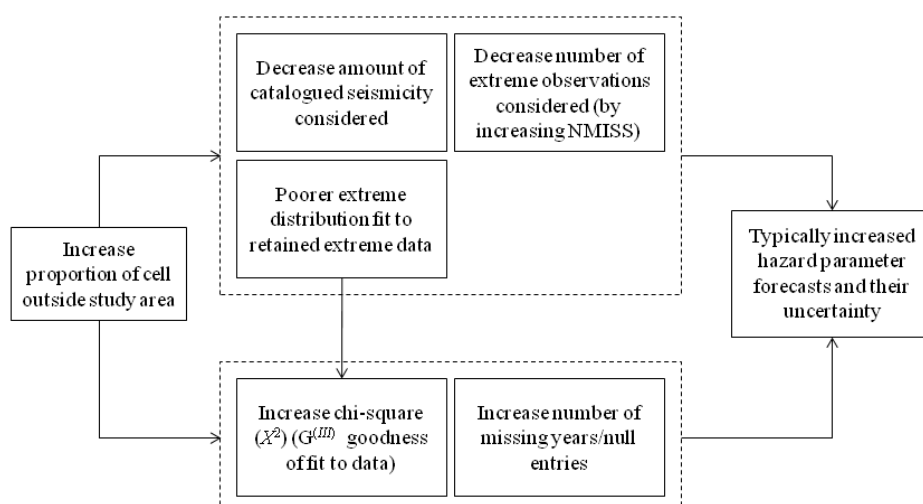 Decrease amount of
catalogued seismicity
considered
Decrease number of
extreme observations
considered (by
increasing NMISS)
Poorer extreme
distribution fit to
retained extreme data
Increase
proportion of cell
outside study area
Typically increased
hazard parameter
forecasts and their
uncertainty
Increase chi-square
(X²) (G⁽ᴵᴵᴵ⁾ goodness
of fit to data)
Increase number of
missing years/null
entries